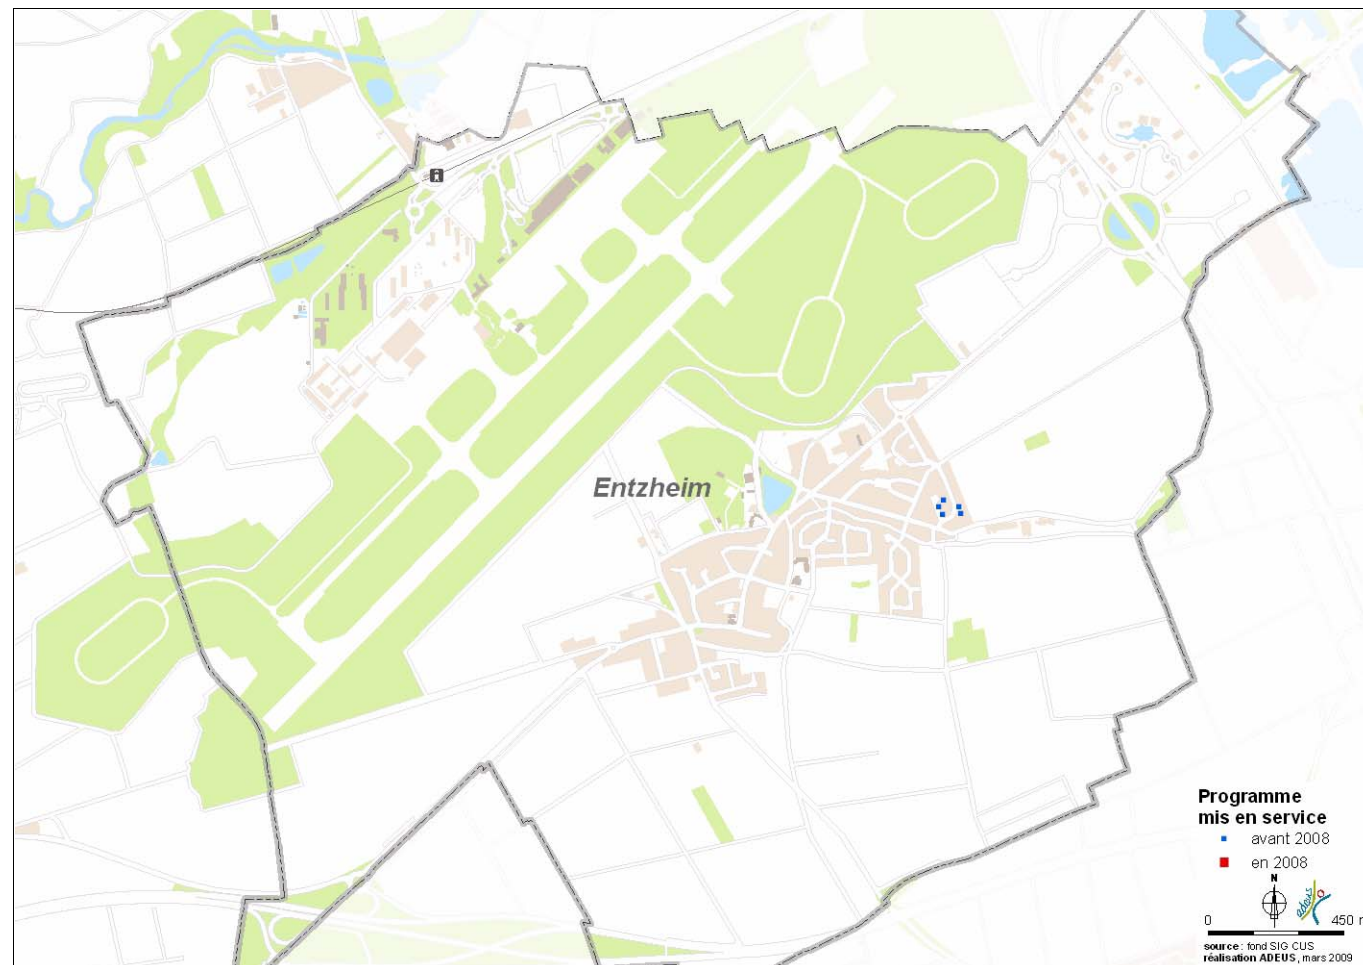 Entzheim
Programme
mis en service
avant 2008
en 2008
N
adeus
0 450 m
source : fond SIG CUS
réalisation ADEUS, mars 2009